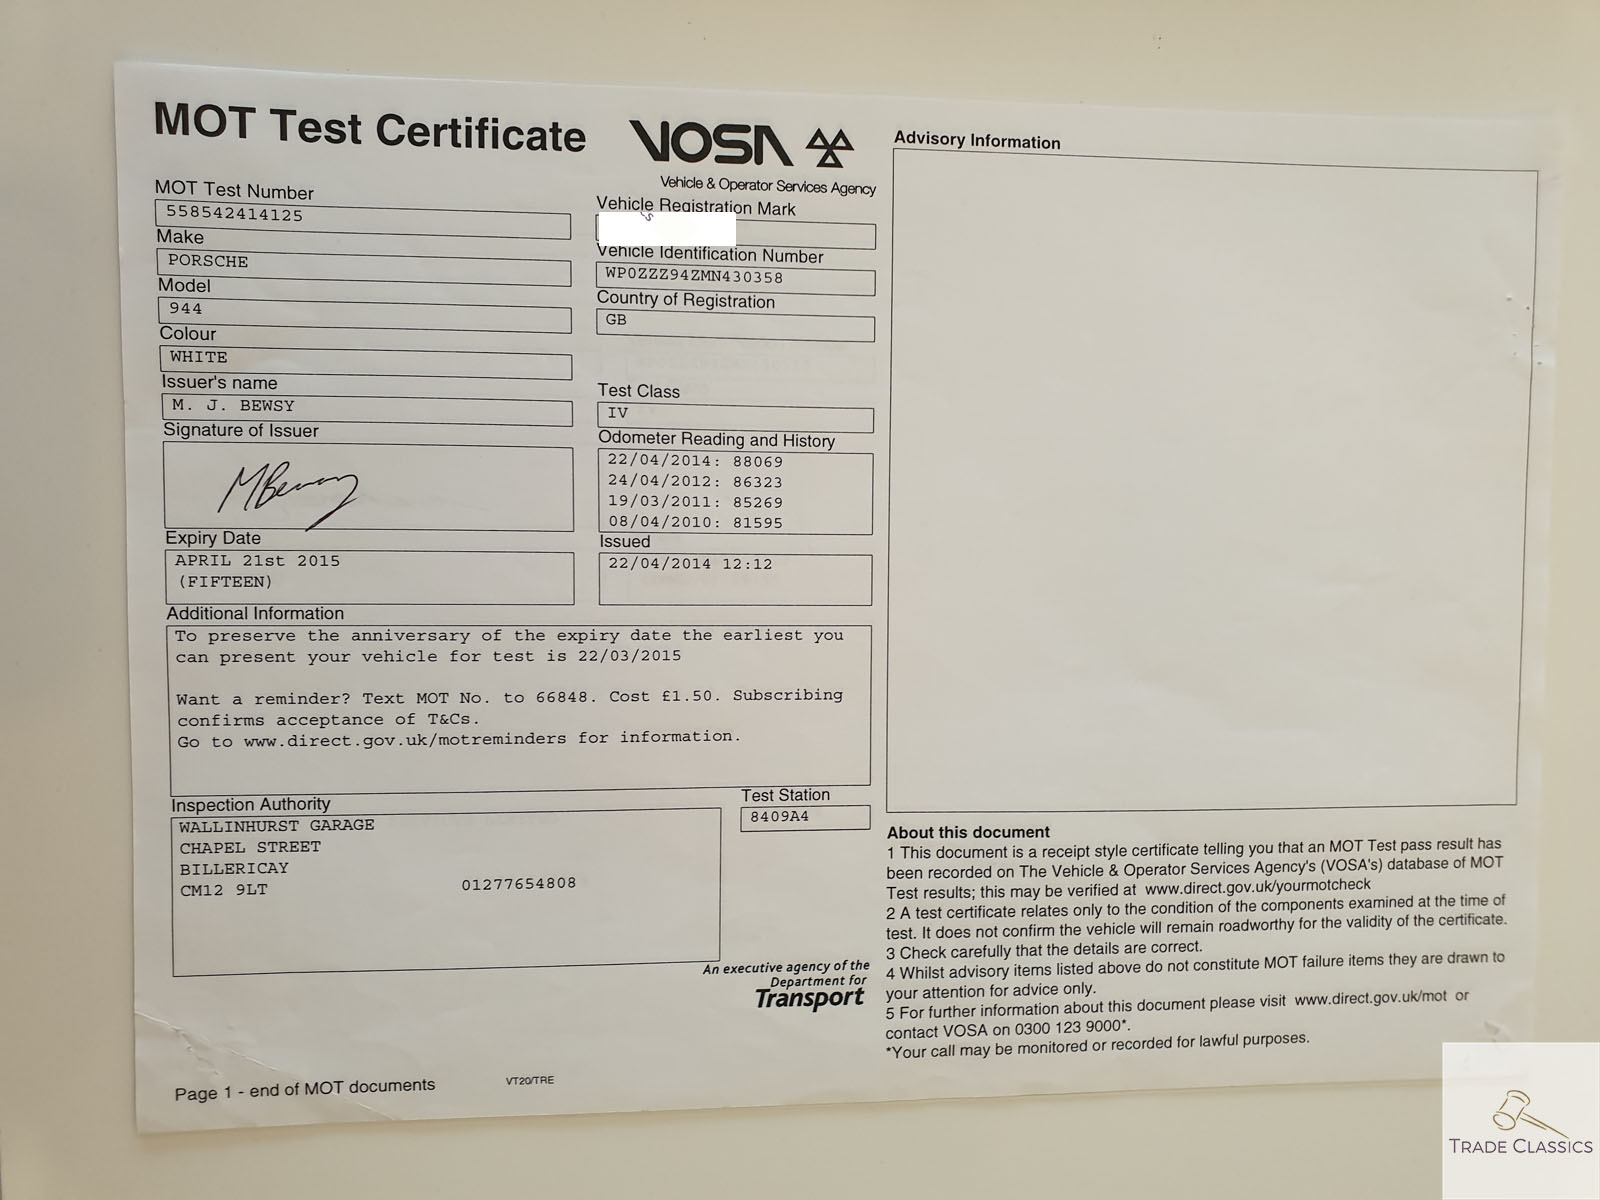 MOT Test Certificate
VOSA
Vehicle & Operator Services Agency
MOT Test Number
558542414125
Make
PORSCHE
Model
944
Colour
WHITE
Issuer's name
M. J. BEWSY
Signature of Issuer
MBewsy
Expiry Date
APRIL 21st 2015
(FIFTEEN)
Vehicle Registration Mark
Vehicle Identification Number
WP0ZZZ94ZMN430358
Country of Registration
GB
Test Class
IV
Odometer Reading and History
22/04/2014: 88069
24/04/2012: 86323
19/03/2011: 85269
08/04/2010: 81595
Issued
22/04/2014 12:12
Additional Information
To preserve the anniversary of the expiry date the earliest you
can present your vehicle for test is 22/03/2015
Want a reminder? Text MOT No. to 66848. Cost £1.50. Subscribing
confirms acceptance of T&Cs.
Go to www.direct.gov.uk/motreminders for information.
Inspection Authority
WALLINHURST GARAGE
CHAPEL STREET
BILLERICAY
CM12 9LT 01277654808
Test Station
8409A4
An executive agency of the
Department for
Transport
Page 1 - end of MOT documents
VT20/TRE
Advisory Information
About this document
1 This document is a receipt style certificate telling you that an MOT Test pass result has
been recorded on The Vehicle & Operator Services Agency's (VOSA's) database of MOT
Test results; this may be verified at www.direct.gov.uk/yourmotcheck
2 A test certificate relates only to the condition of the components examined at the time of
test. It does not confirm the vehicle will remain roadworthy for the validity of the certificate.
3 Check carefully that the details are correct.
4 Whilst advisory items listed above do not constitute MOT failure items they are drawn to
your attention for advice only.
5 For further information about this document please visit www.direct.gov.uk/mot or
contact VOSA on 0300 123 9000*.
*Your call may be monitored or recorded for lawful purposes.
TRADE CLASSICS